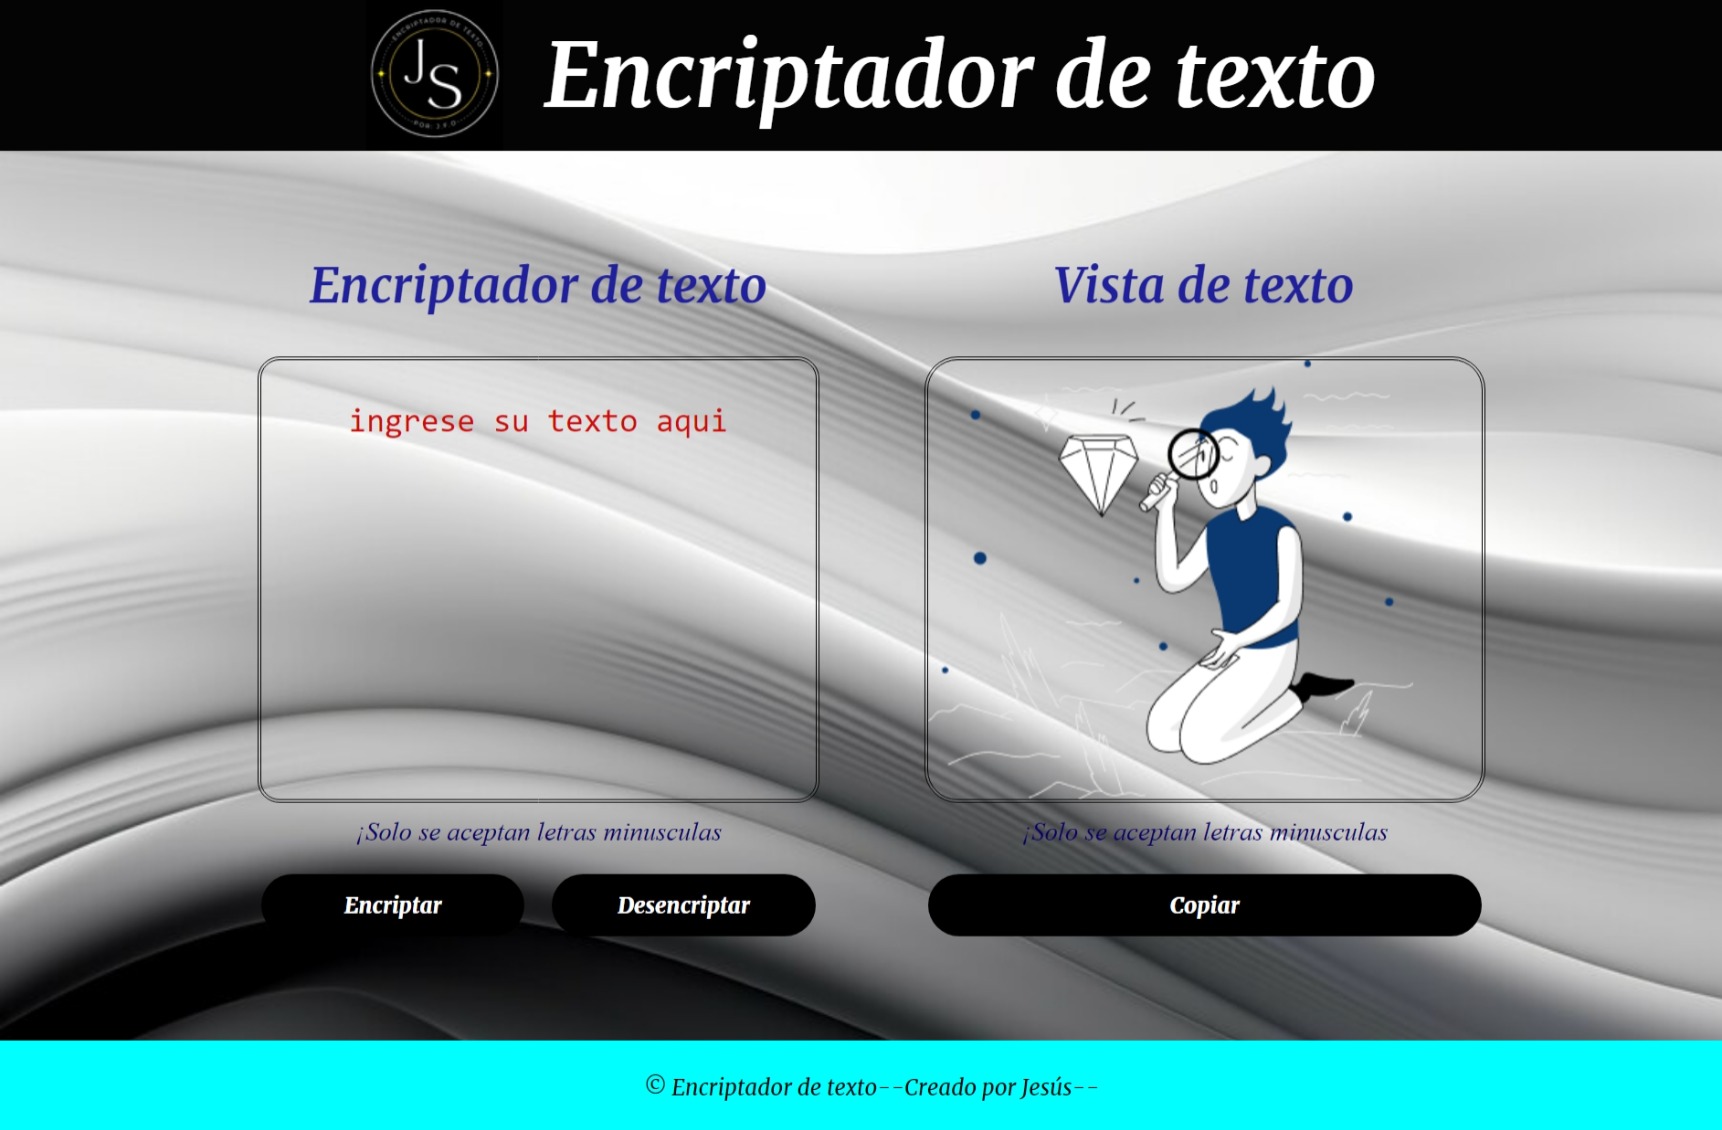 ENCRIPTADOR DE TEXTO
JS
POR: J.F.O
Encriptador de texto
Encriptador de texto
Vista de texto
ingrese su texto aqui
¡Solo se aceptan letras minusculas
¡Solo se aceptan letras minusculas
Encriptar
Desencriptar
Copiar
© Encriptador de texto--Creado por Jesús--